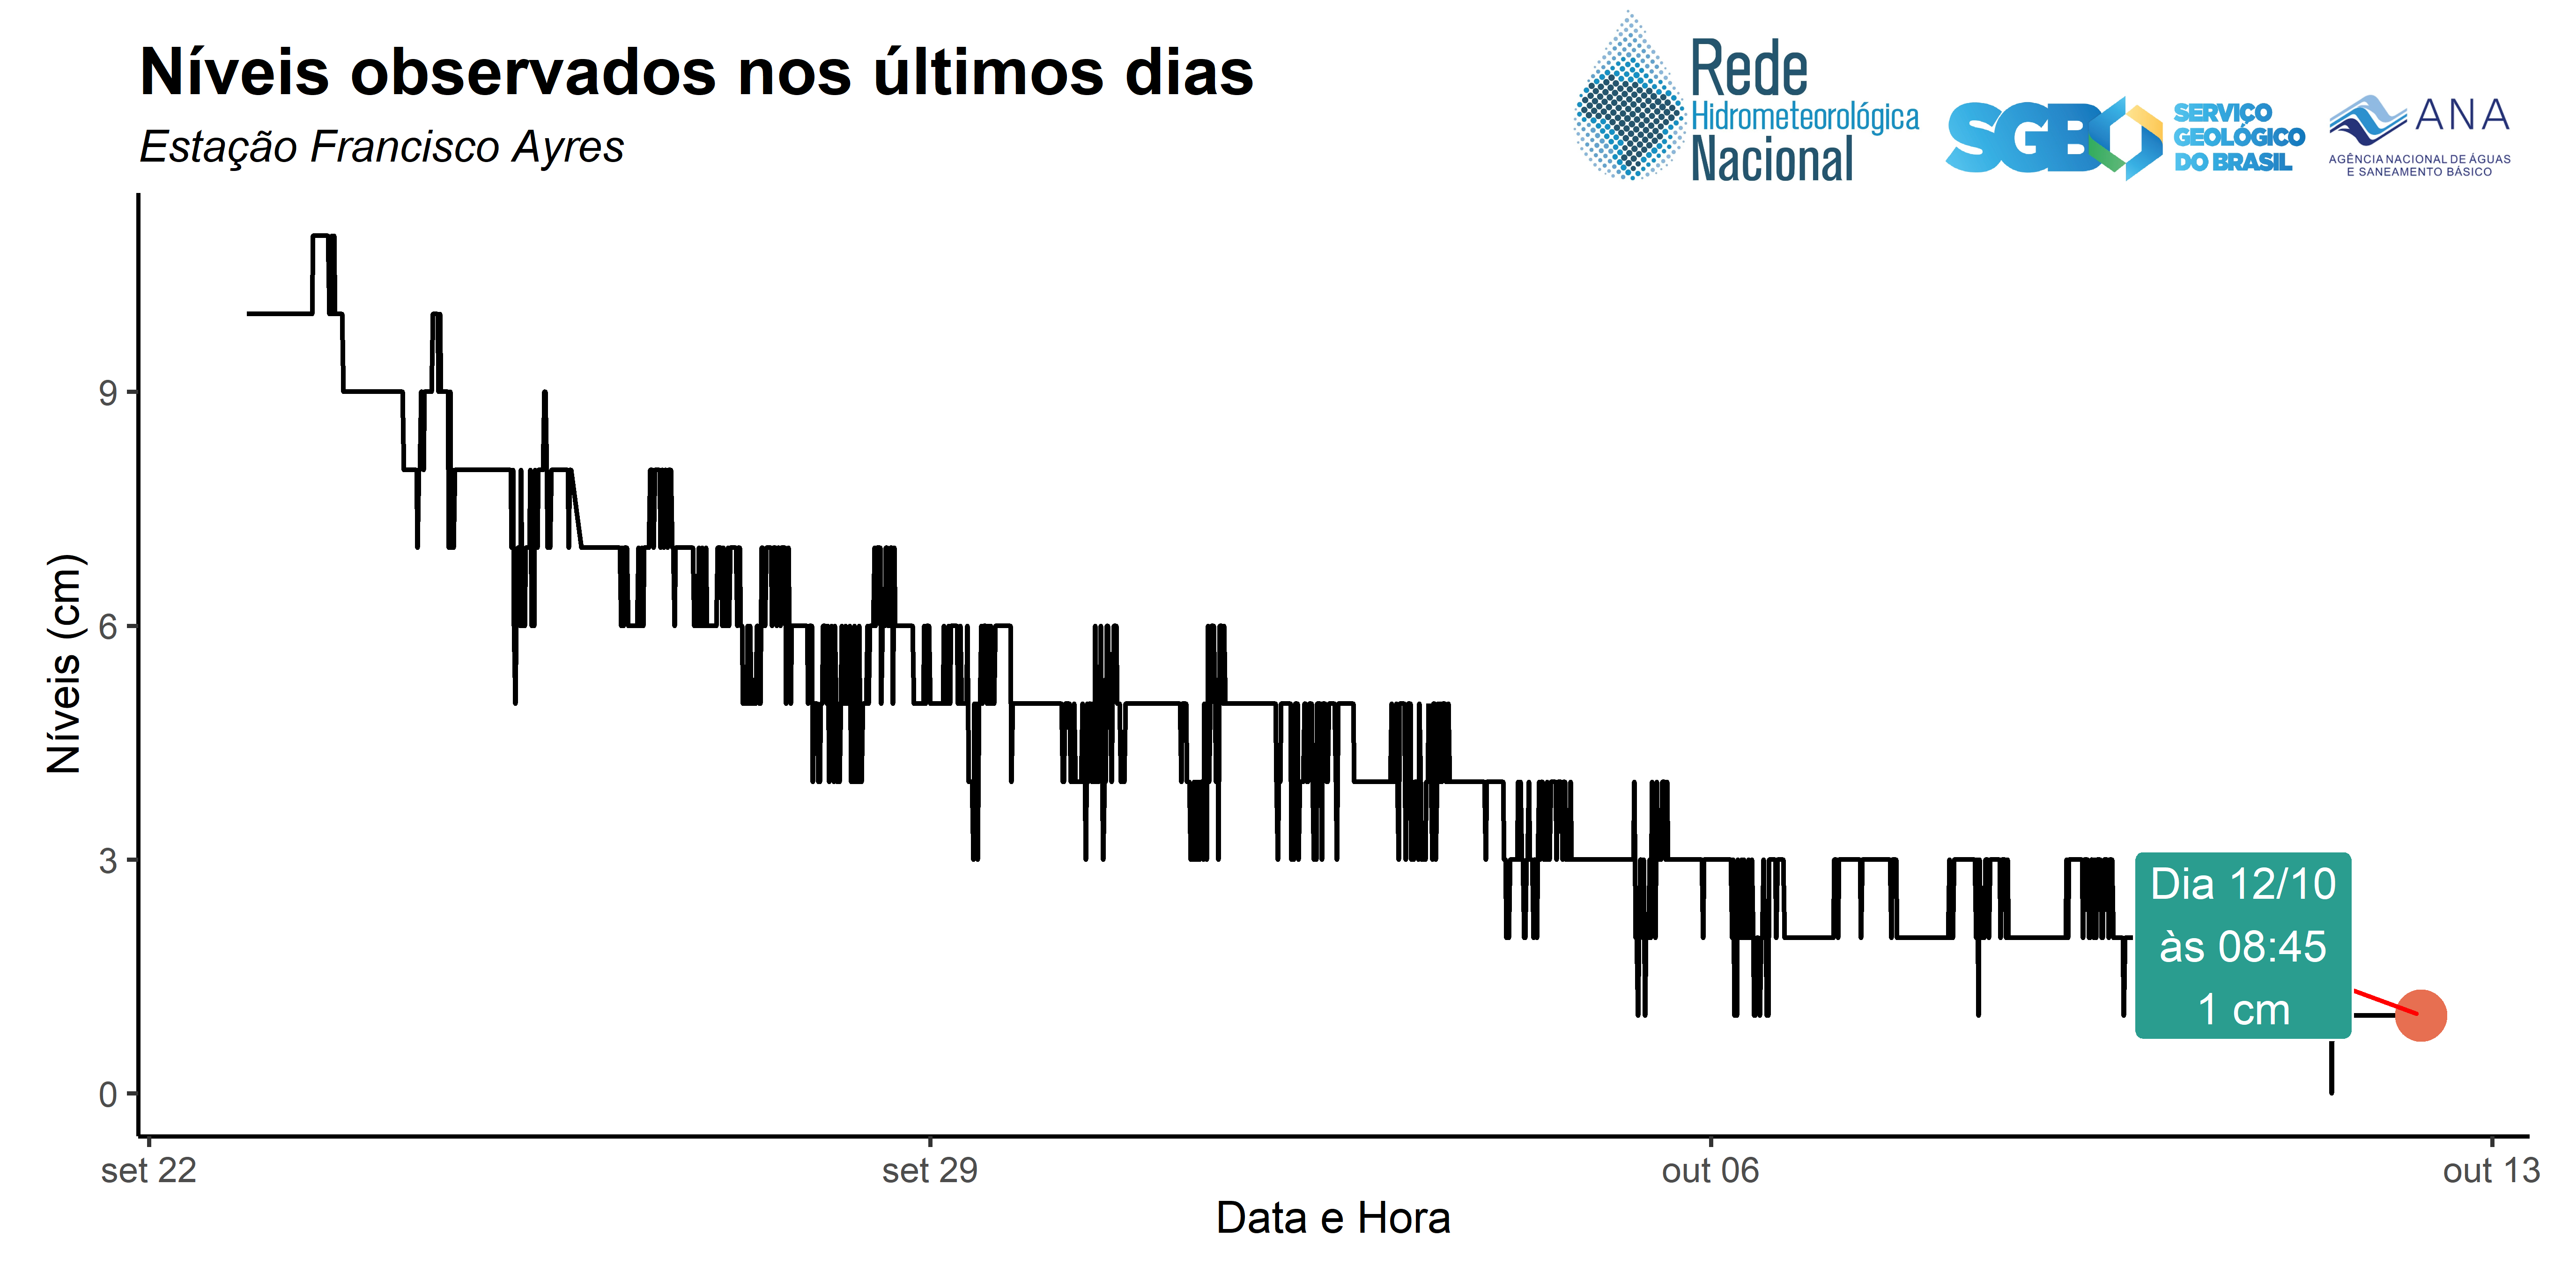 Níveis observados nos últimos dias
Estação Francisco Ayres
Rede
Hidrometeorológica
Nacional
SGB
SERVIÇO
GEOLÓGICO
DO BRASIL
ANA
AGÊNCIA NACIONAL DE ÁGUAS
E SANEAMENTO BÁSICO
Níveis (cm)
9
6
3
0
Dia 12/10
às 08:45
1 cm
set 22
set 29
out 06
out 13
Data e Hora